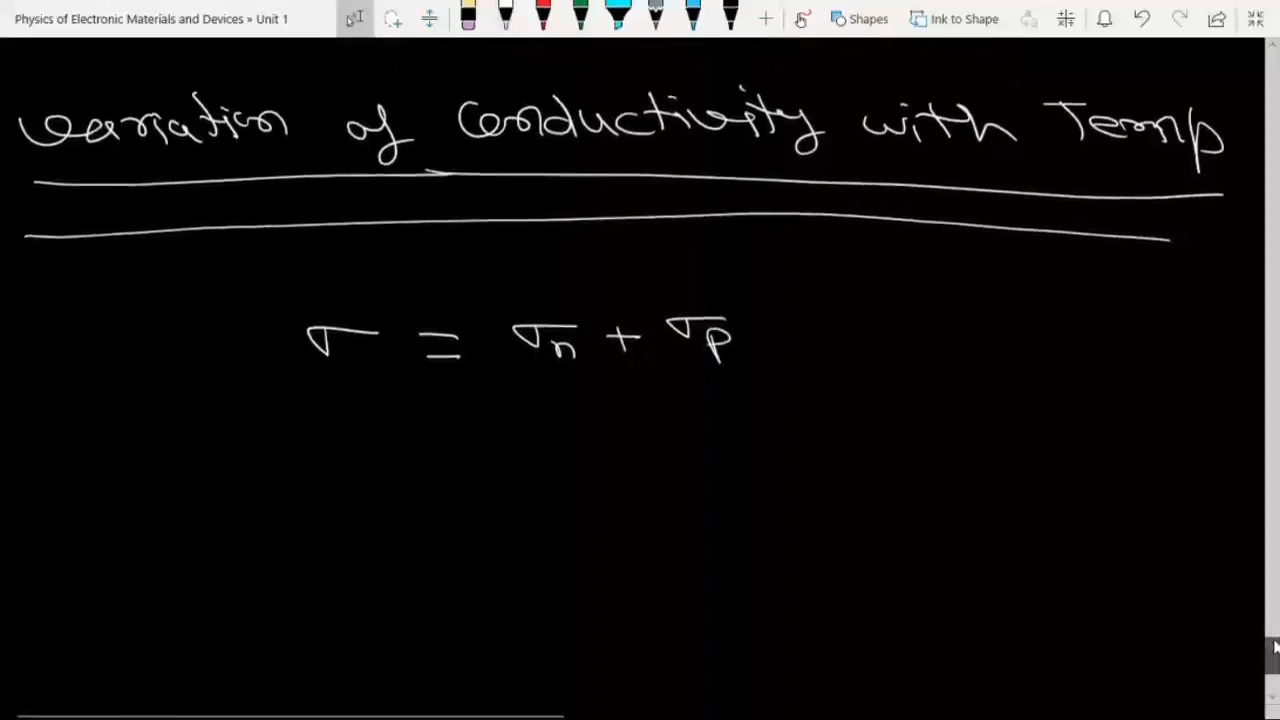 Physics of Electronic Materials and Devices » Unit 1
Shapes
Ink to Shape
Variation of Conductivity with Temp
σ = σn + σp